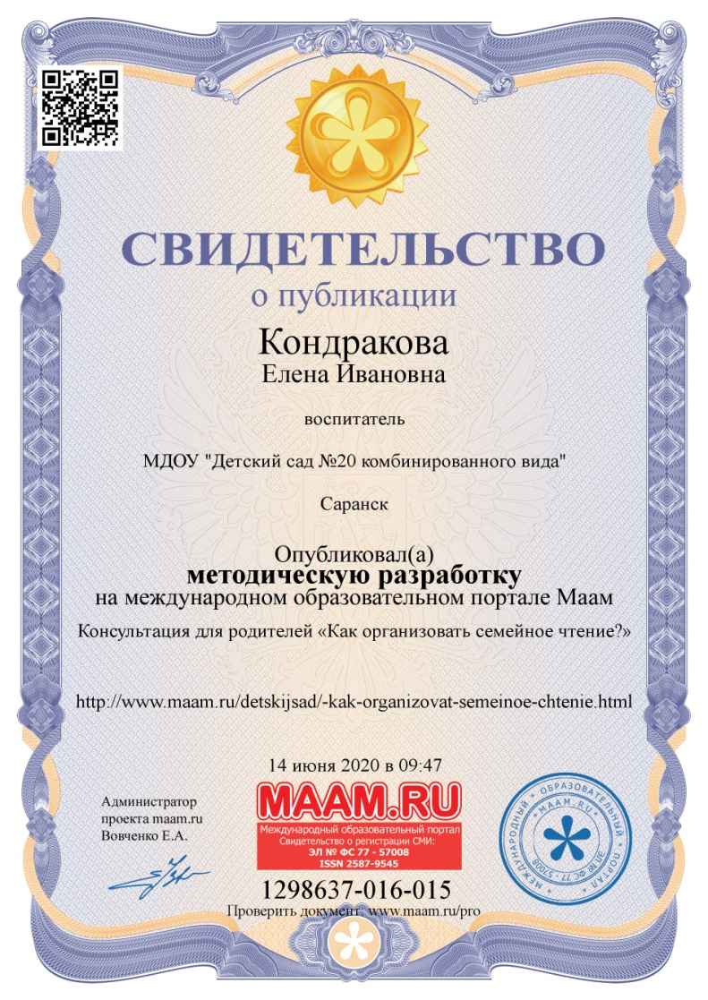 СВИДЕТЕЛЬСТВО
о публикации
Кондракова
Елена Ивановна
воспитатель
МДОУ "Детский сад №20 комбинированного вида"
Саранск
Опубликовал(а)
методическую разработку
на международном образовательном портале Маам
Консультация для родителей «Как организовать семейное чтение?»
http://www.maam.ru/detskijsad/-kak-organizovat-semeinoe-chtenie.html
14 июня 2020 в 09:47
Администратор
проекта maam.ru
Вовченко Е.А.
MAAM.RU
Международный образовательный портал
Свидетельство о регистрации СМИ:
ЭЛ № ФС 77 - 57008
ISSN 2587-9545
1298637-016-015
Проверить документ: www.maam.ru/pro
* МЕЖДУНАРОДНЫЙ * ОБРАЗОВАТЕЛЬНЫЙ * ПОРТАЛ
* MAAM.RU *
ЭЛ № ФС 77 - 57008